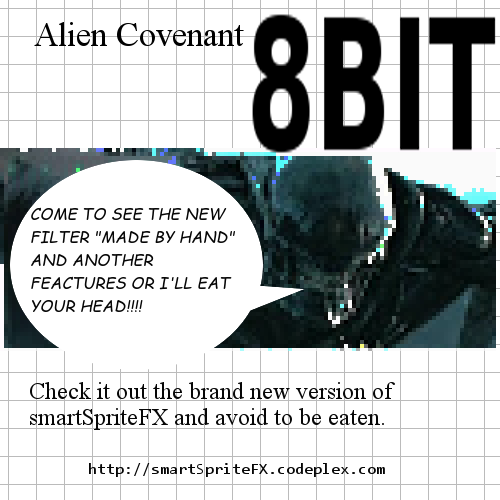 Alien Covenant 8BIT
COME TO SEE THE NEW
FILTER "MADE BY HAND"
AND ANOTHER
FEACTURES OR I'LL EAT
YOUR HEAD!!!!
Check it out the brand new version of
smartSpriteFX and avoid to be eaten.
http://smartSpriteFX.codeplex.com